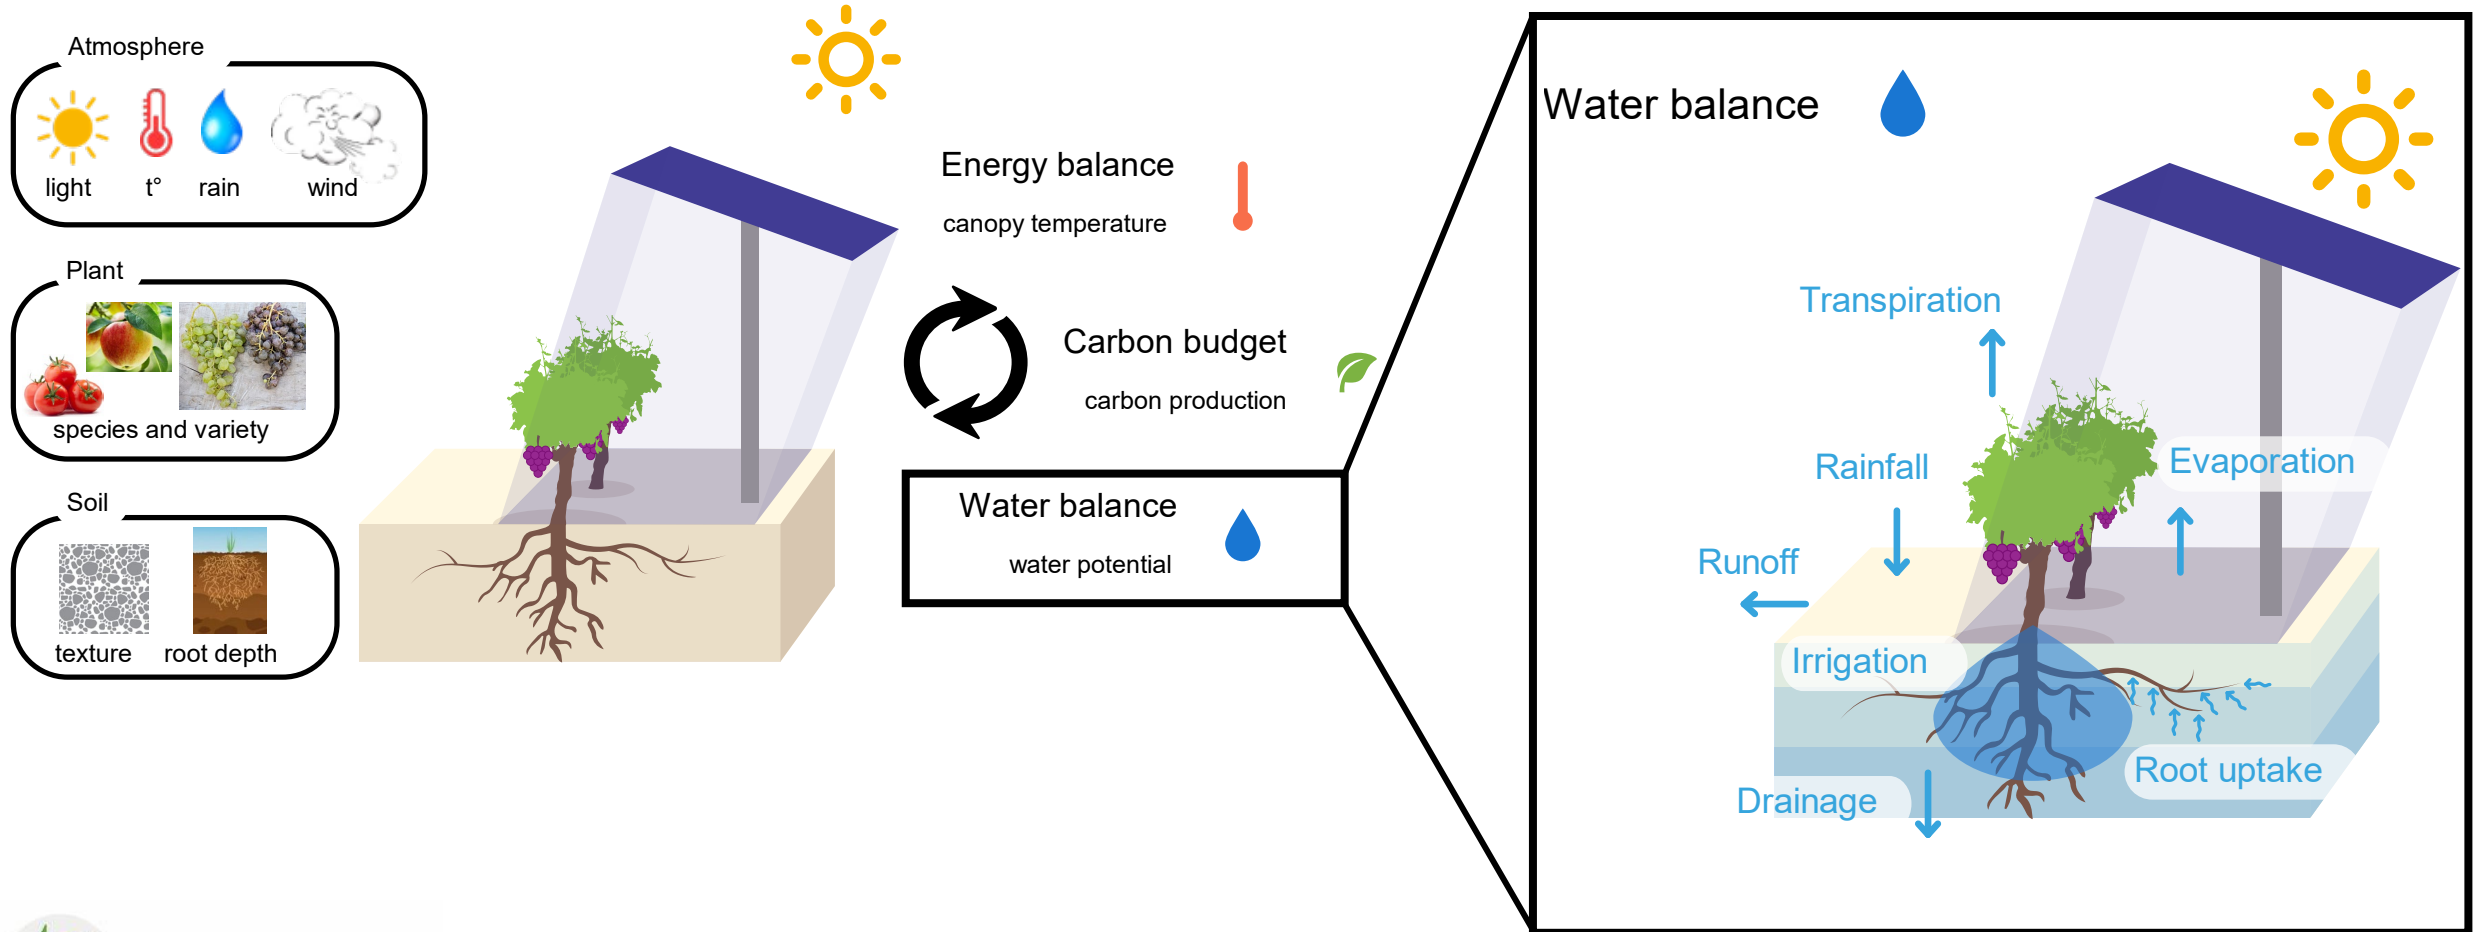 Atmosphere
light t° rain wind
Plant
species and variety
Soil
texture root depth
Energy balance
canopy temperature
Carbon budget
carbon production
Water balance
water potential
Water balance
Transpiration
Rainfall
Evaporation
Runoff
Irrigation
Root uptake
Drainage